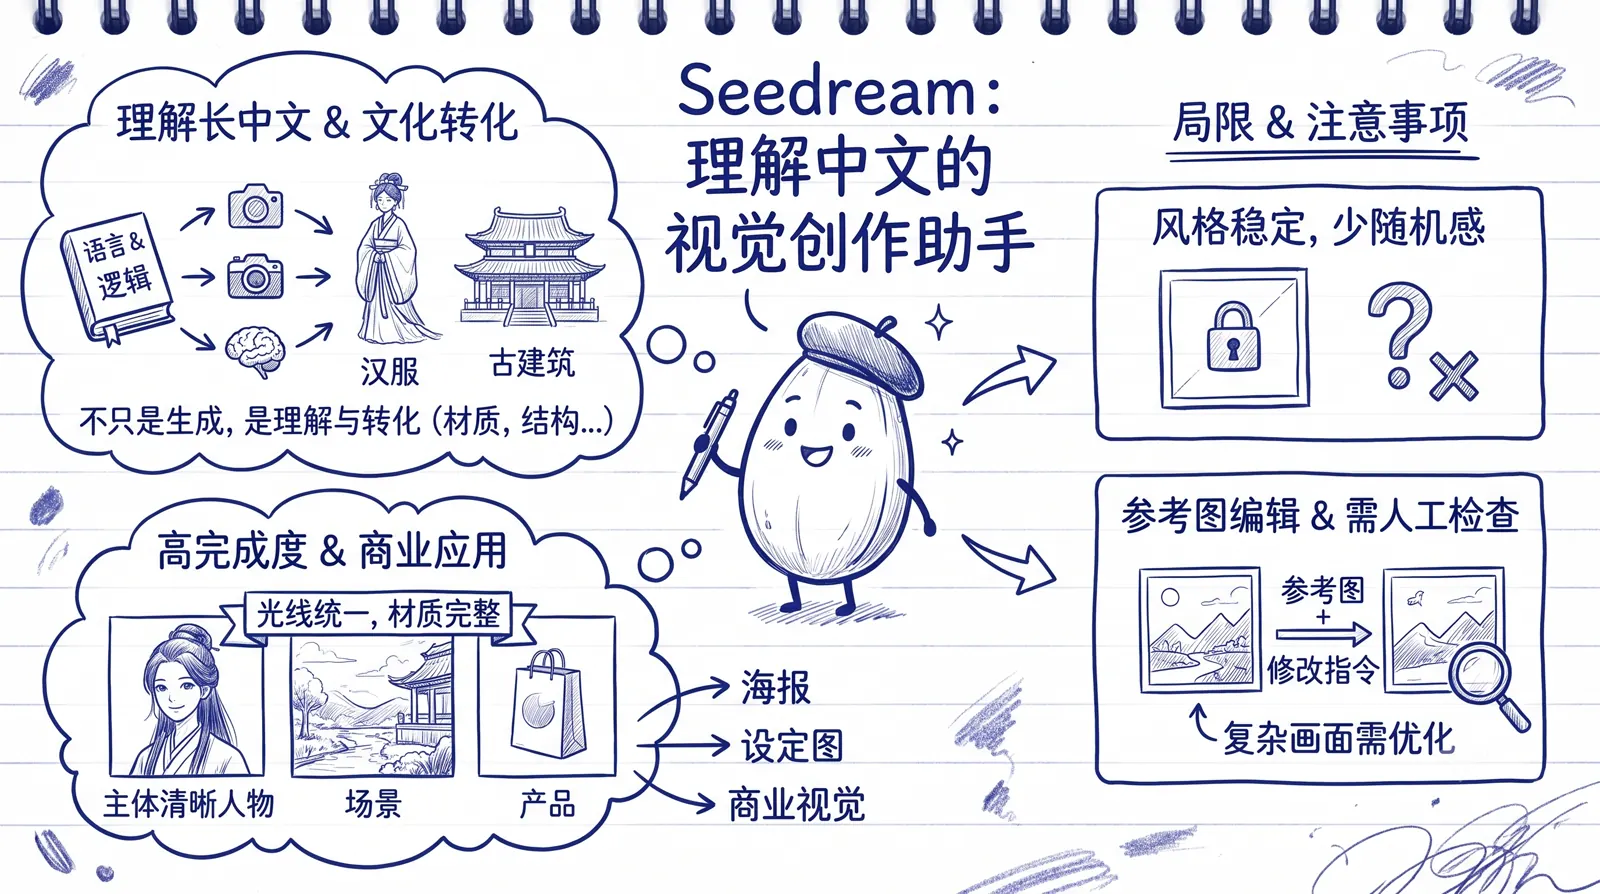 Seedream:
理解中文的
视觉创作助手
理解长中文 & 文化转化
语言 &
逻辑
汉服
古建筑
不只是生成, 是理解与转化 (材质, 结构...)
高完成度 & 商业应用
光线统一, 材质完整
主体清晰人物
场景
产品
海报
设定图
商业视觉
局限 & 注意事项
风格稳定, 少随机感
?
参考图编辑 & 需人工检查
参考图
+
修改指令
复杂画面需优化